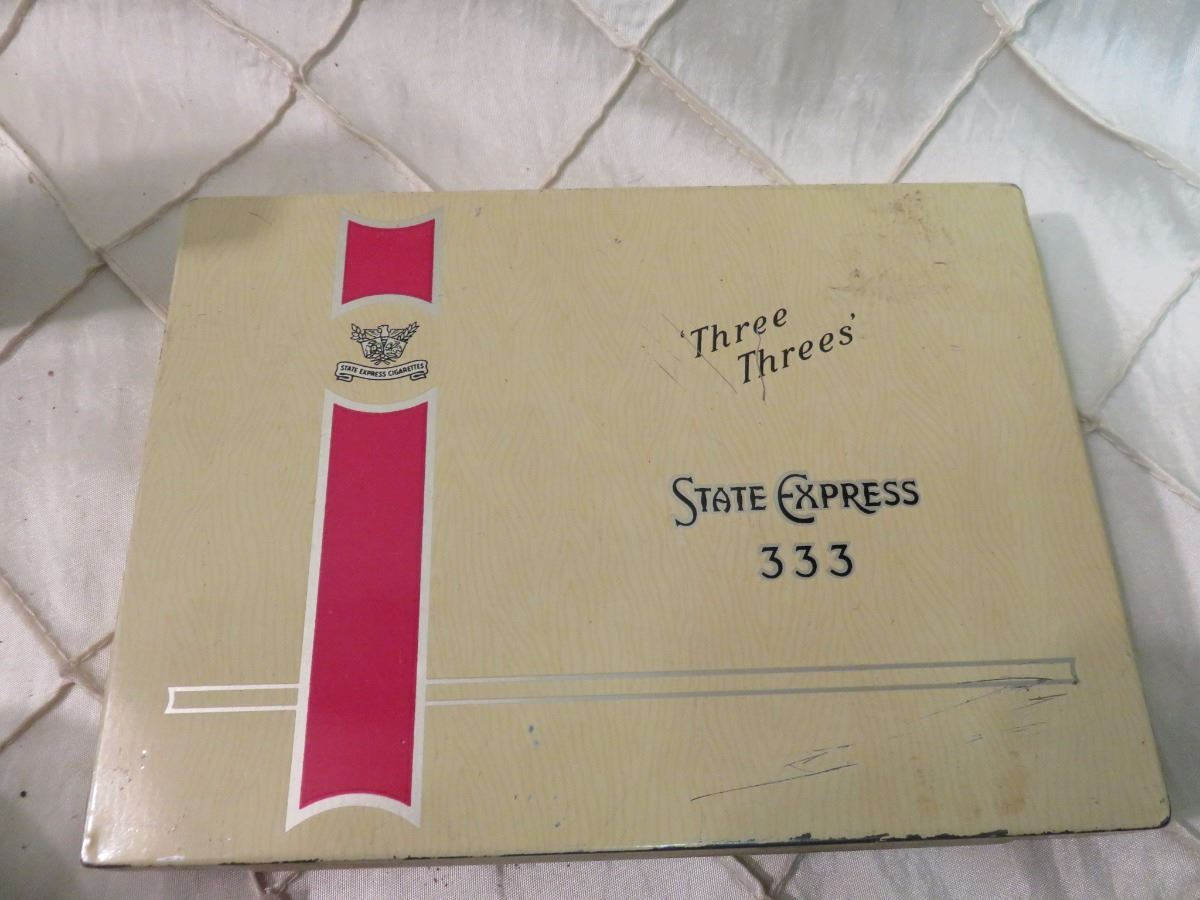 STATE EXPRESS CIGARETTES
'Three
Threes'
STATE EXPRESS
333